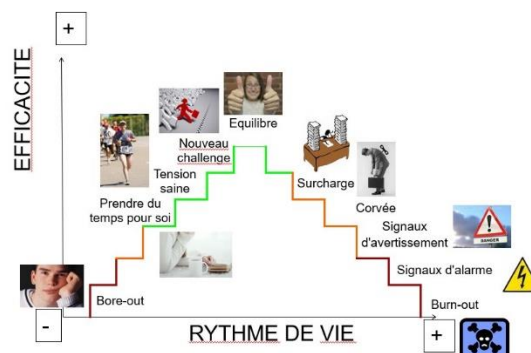 +
EFFICACITE
Equilibre
Nouveau
challenge
Tension
saine
Prendre du
temps pour soi
Surcharge
Corvée
Signaux
d'avertissement
DANGER
Signaux d'alarme
Bore-out
Burn-out
-
RYTHME DE VIE
+